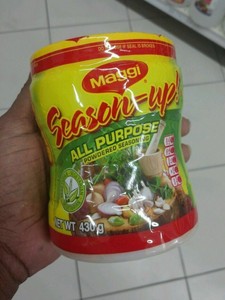 Maggi
Season-up!
ALL PURPOSE
POWDERED SEASONING
NET WT 430g